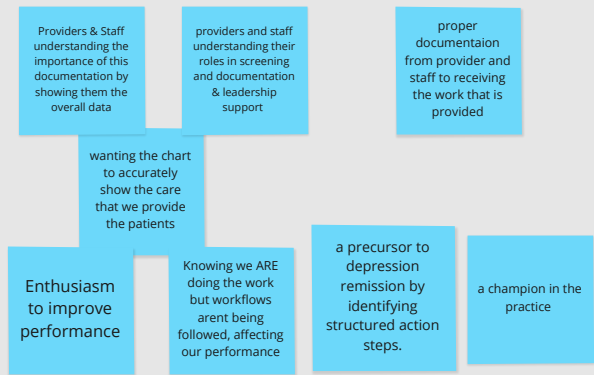 Providers & Staff
understanding the
importance of this
documentation by
showing them the
overall data
providers and staff
understanding their
roles in screening
and documentation
& leadership
support
proper
documentaion
from provider and
staff to receiving
the work that is
provided
wanting the chart
to accurately
show the care
that we provide
the patients
Enthusiasm
to improve
performance
Knowing we ARE
doing the work
but workflows
arent being
followed, affecting
our performance
a precursor to
depression
remission by
identifying
structured action
steps.
a champion in the
practice